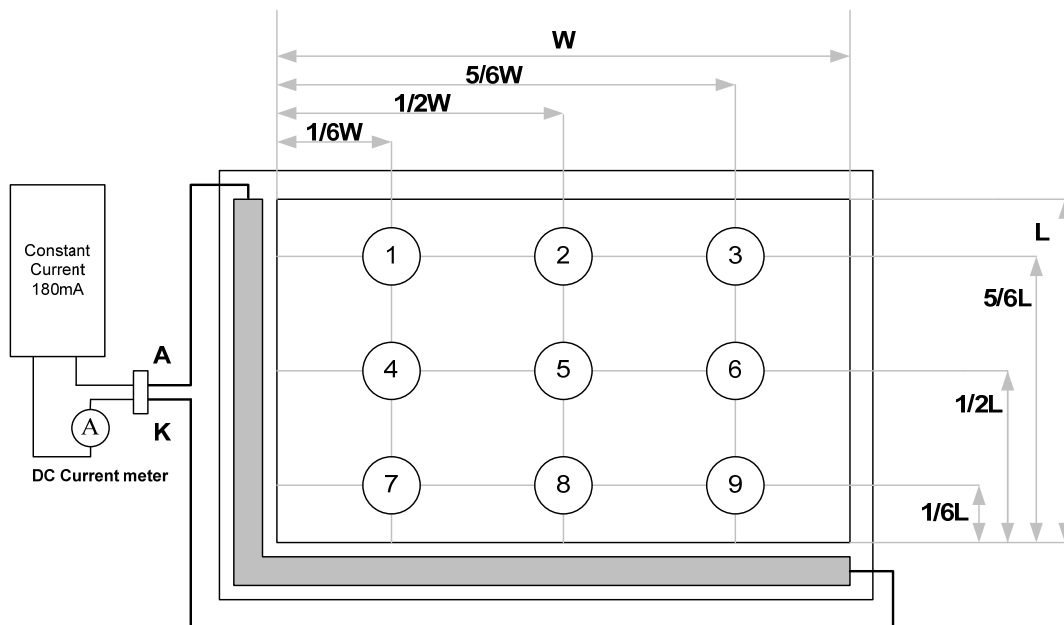 W
5/6W
1/2W
1/6W
Constant
Current
180mA
A
K
A
DC Current meter
1 2 3
4 5 6
7 8 9
L
5/6L
1/2L
1/6L